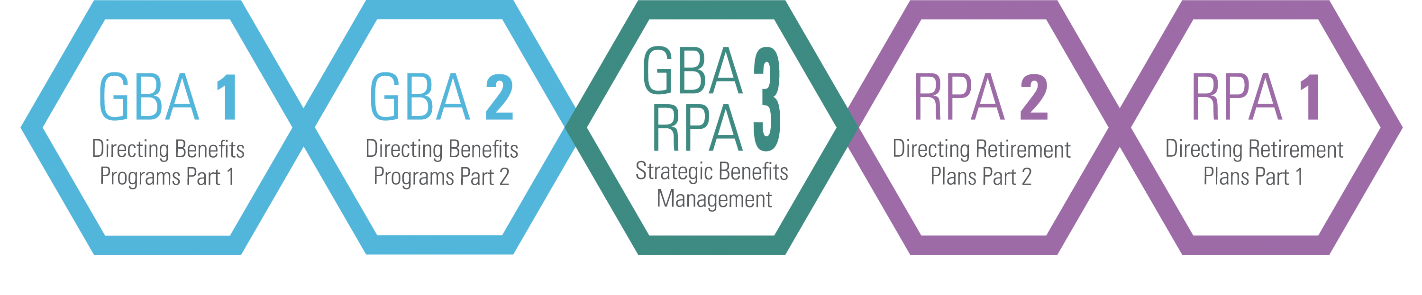 GBA 1
Directing Benefits
Programs Part 1
GBA 2
Directing Benefits
Programs Part 2
GBA
RPA 3
Strategic Benefits
Management
RPA 2
Directing Retirement
Plans Part 2
RPA 1
Directing Retirement
Plans Part 1